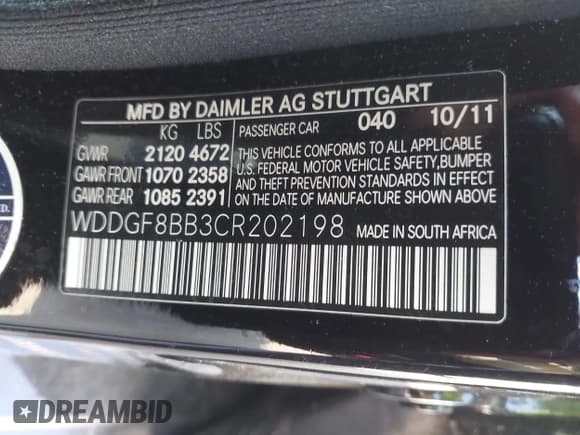 MFD BY DAIMLER AG STUTTGART
KG LBS PASSENGER CAR 040 10/11
GVWR 2120 4672
GAWR FRONT 1070 2358
GAWR REAR 1085 2391
THIS VEHICLE CONFORMS TO ALL APPLICABLE
U.S. FEDERAL MOTOR VEHICLE SAFETY,BUMPER
AND THEFT PREVENTION STANDARDS IN EFFECT
ON DATE OF MANUFACTURE SHOWN ABOVE
WDDGF8BB3CR202198 MADE IN SOUTH AFRICA
DREAMBID